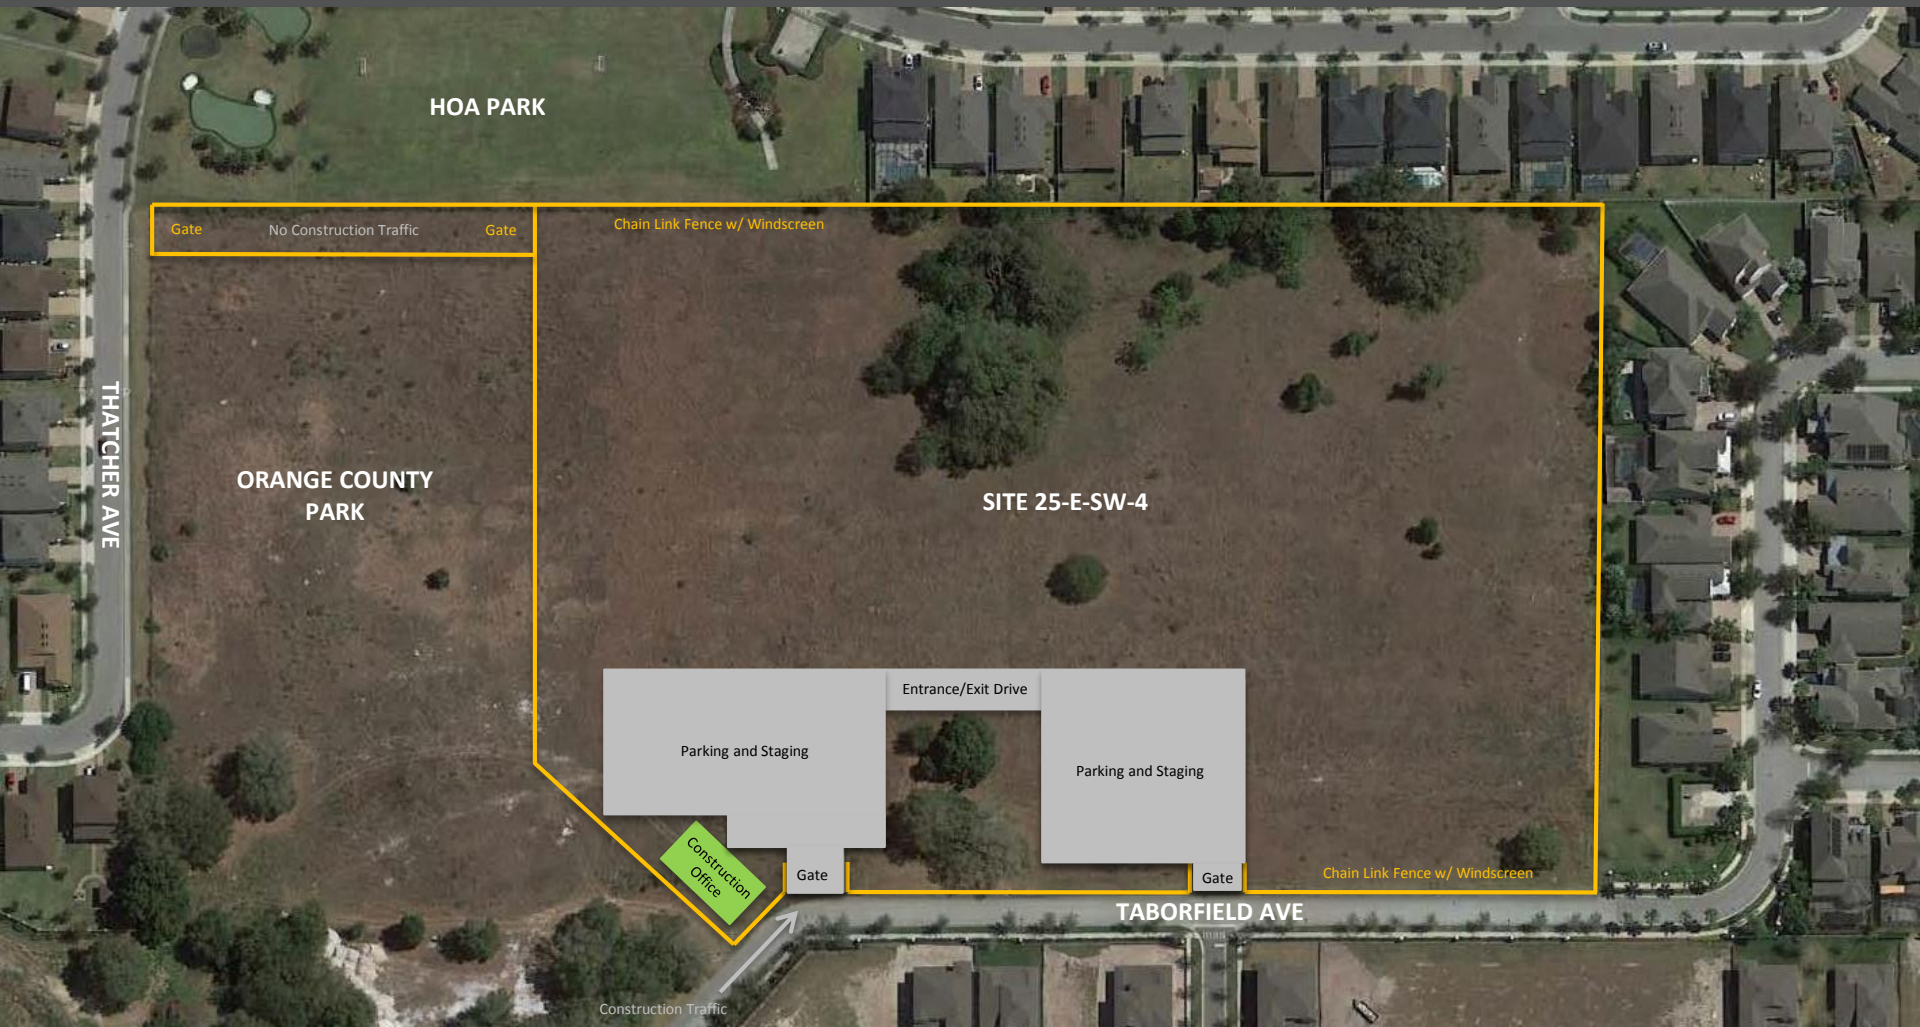 HOA PARK
Gate
No Construction Traffic
Gate
Chain Link Fence w/ Windscreen
THATCHER AVE
ORANGE COUNTY
PARK
SITE 25-E-SW-4
Entrance/Exit Drive
Parking and Staging
Parking and Staging
Construction
Office
Gate
Gate
Chain Link Fence w/ Windscreen
TABORFIELD AVE
Construction Traffic